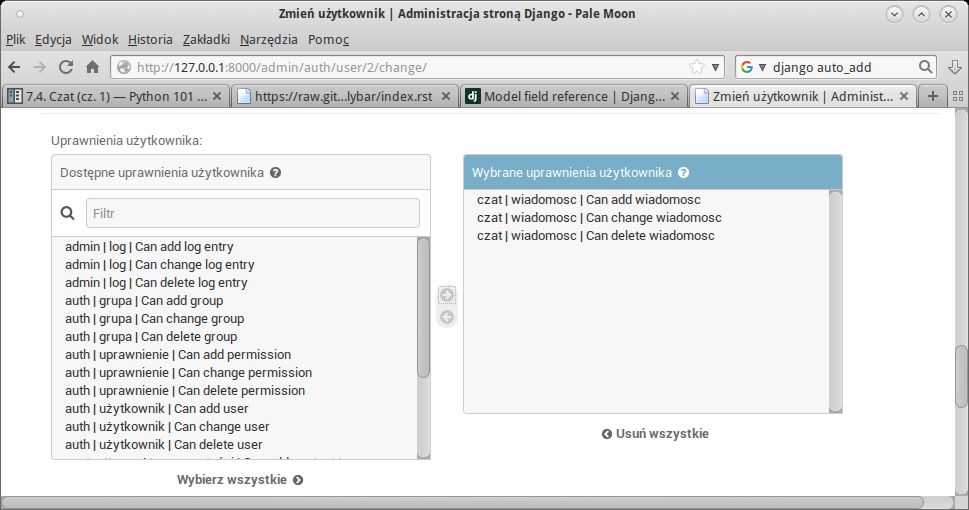 Zmień użytkownik | Administracja stroną Django - Pale Moon
Plik Edycja Widok Historia Zakładki Narzędzia Pomoc
http://127.0.0.1:8000/admin/auth/user/2/change/
django auto_add
7.4. Czat (cz. 1) — Python 101 ...
https://raw.git...lybar/index.rst
Model field reference | Djang...
Zmień użytkownik | Administ...
Uprawnienia użytkownika:
Dostępne uprawnienia użytkownika ?
Filtr
admin | log | Can add log entry
admin | log | Can change log entry
admin | log | Can delete log entry
auth | grupa | Can add group
auth | grupa | Can change group
auth | grupa | Can delete group
auth | uprawnienie | Can add permission
auth | uprawnienie | Can change permission
auth | uprawnienie | Can delete permission
auth | użytkownik | Can add user
auth | użytkownik | Can change user
auth | użytkownik | Can delete user
Wybierz wszystkie
Wybrane uprawnienia użytkownika ?
czat | wiadomosc | Can add wiadomosc
czat | wiadomosc | Can change wiadomosc
czat | wiadomosc | Can delete wiadomosc
Usuń wszystkie